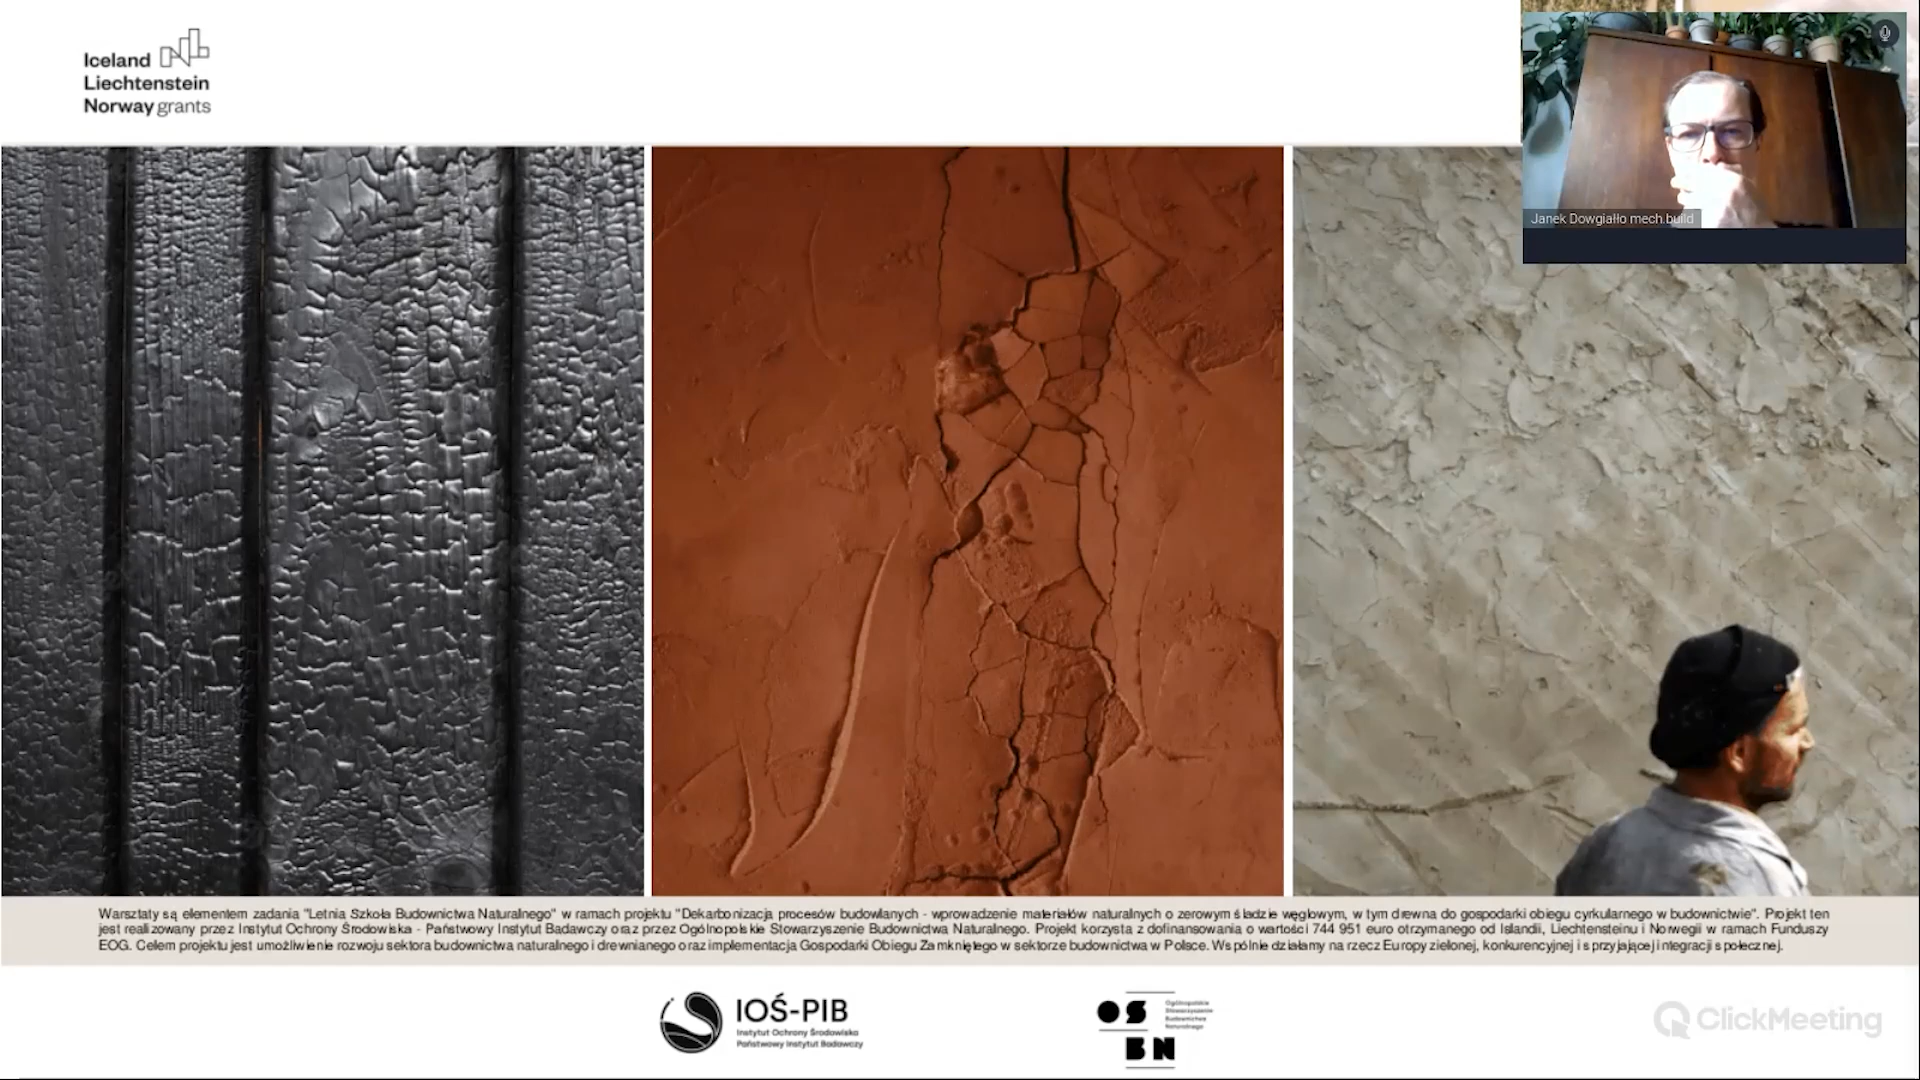 Iceland
Liechtenstein
Norway grants
Janek Dowgiałło mech.build
Warsztaty są elementem zadania "Letnia Szkoła Budownictwa Naturalnego" w ramach projektu "Dekarbonizacja procesów budowlanych - wprowadzenie materiałów naturalnych o zerowym śladzie węglowym, w tym drewna do gospodarki obiegu cyrkularnego w budownictwie". Projekt ten
jest realizowany przez Instytut Ochrony Środowiska - Państwowy Instytut Badawczy oraz przez Ogólnopolskie Stowarzyszenie Budownictwa Naturalnego. Projekt korzysta z dofinansowania o wartości 744 951 euro otrzymanego od Islandii, Liechtensteinu i Norwegii w ramach Funduszy
EOG. Celem projektu jest umożliwienie rozwoju sektora budownictwa naturalnego i drewnianego oraz implementacja Gospodarki Obiegu Zamkniętego w sektorze budownictwa w Polsce. Wspólnie działamy na rzecz Europy zielonej, konkurencyjnej i sprzyjającej integracji społecznej.
IOŚ-PIB
Instytut Ochrony Środowiska
Państwowy Instytut Badawczy
OS
BN
Ogólnopolskie
Stowarzyszenie
Budownictwa
Naturalnego
ClickMeeting